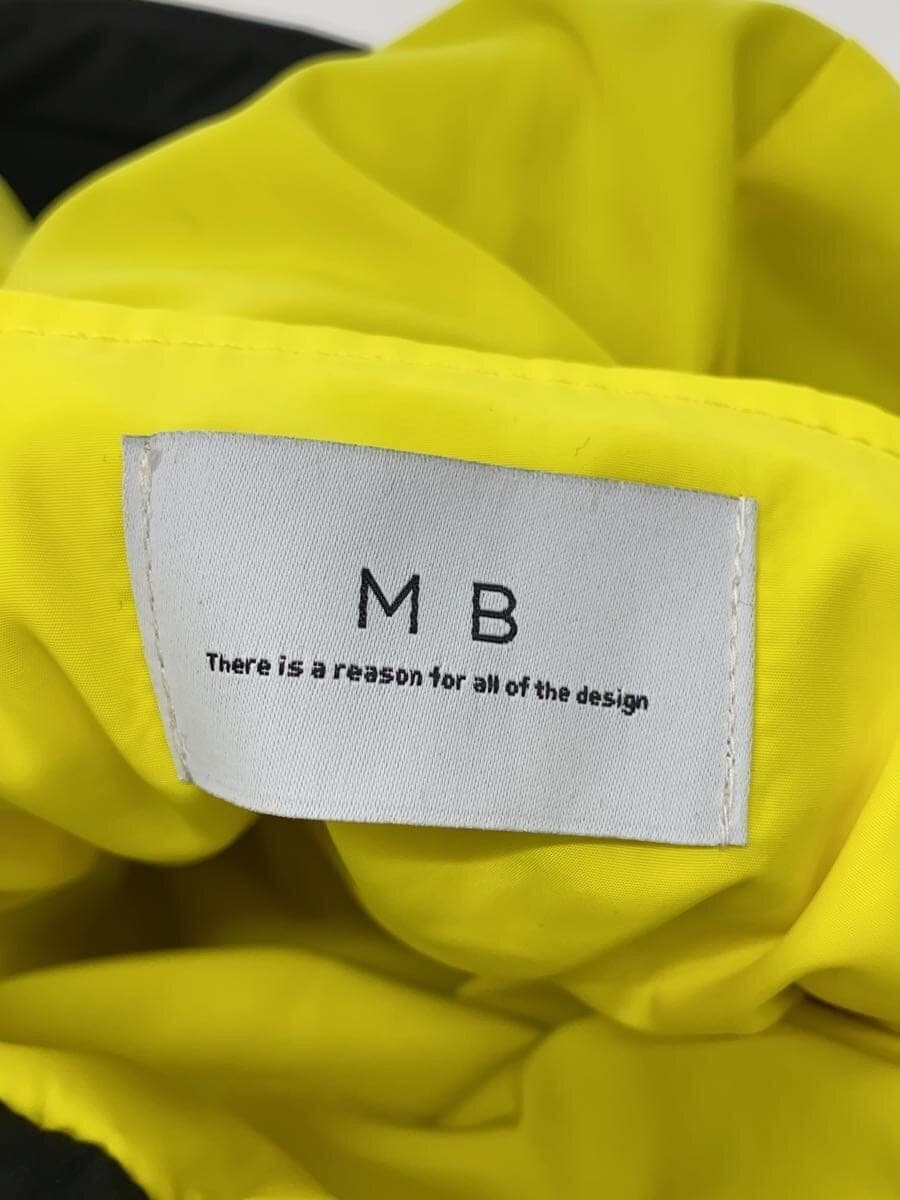 M B
There is a reason for all of the design